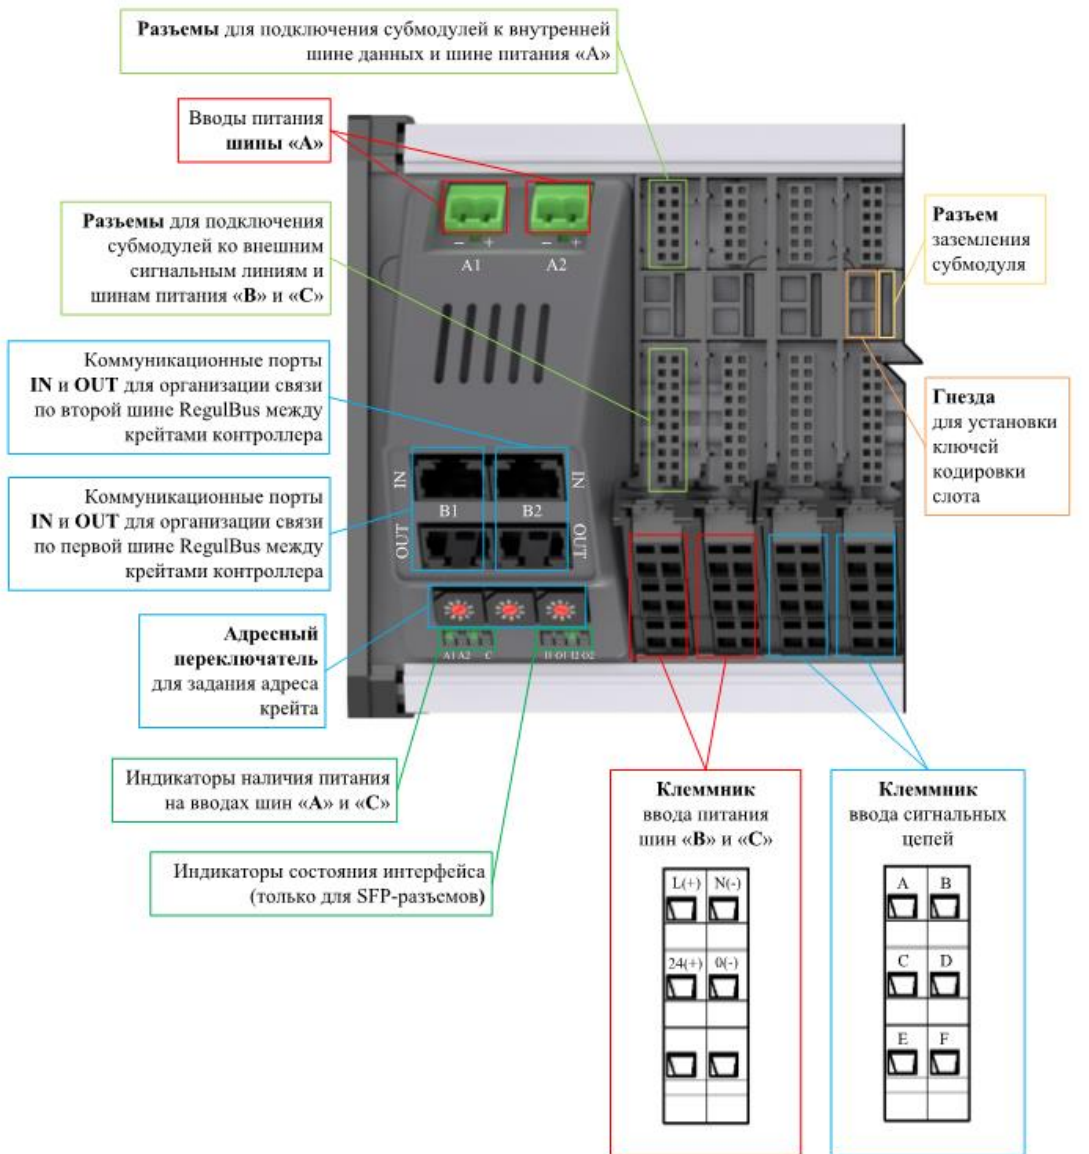 Разъемы для подключения субмодулей к внутренней
шине данных и шине питания «А»
Вводы питания
шины «А»
Разъемы для подключения
субмодулей ко внешним
сигнальным линиям и
шинам питания «В» и «С»
Разъем
заземления
субмодуля
− +
− +
A1
A2
Коммуникационные порты
IN и OUT для организации связи
по второй шине RegulBus между
крейтами контроллера
Гнезда
для установки
ключей
кодировки
слота
IN
IN
B1
B2
OUT
OUT
Коммуникационные порты
IN и OUT для организации связи
по первой шине RegulBus между
крейтами контроллера
Адресный
переключатель
для задания адреса
крейта
A1 A2 C
I1 O1 I2 O2
Индикаторы наличия питания
на вводах шин «А» и «С»
Индикаторы состояния интерфейса
(только для SFP-разъемов)
Клеммник
ввода питания
шин «В» и «С»
L(+) N(-)
24(+) 0(-)
Клеммник
ввода сигнальных
цепей
A B
C D
E F